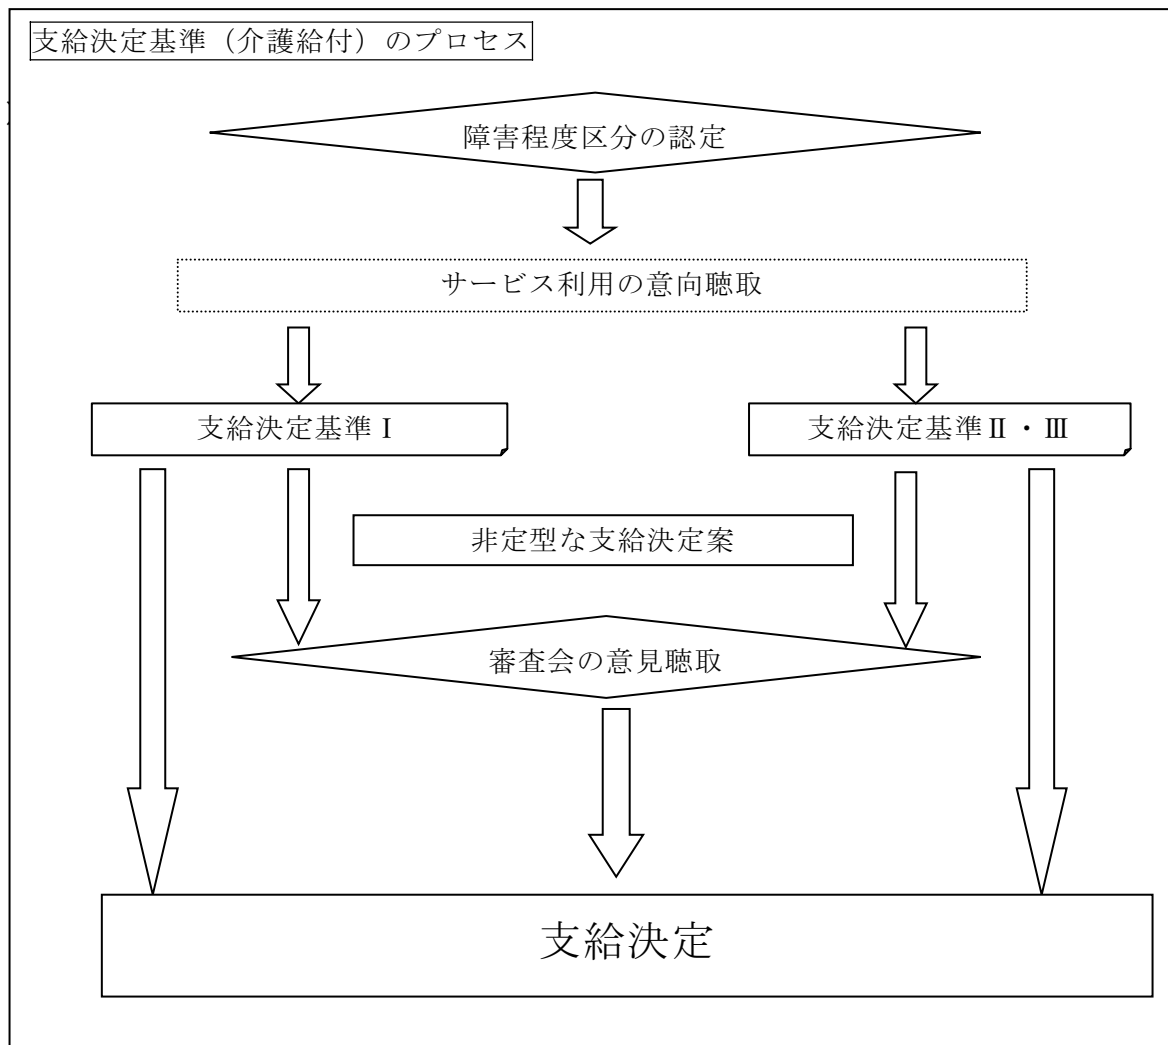 支給決定基準（介護給付）のプロセス
障害程度区分の認定
サービス利用の意向聴取
支給決定基準Ⅰ
支給決定基準Ⅱ・Ⅲ
非定型な支給決定案
審査会の意見聴取
支給決定